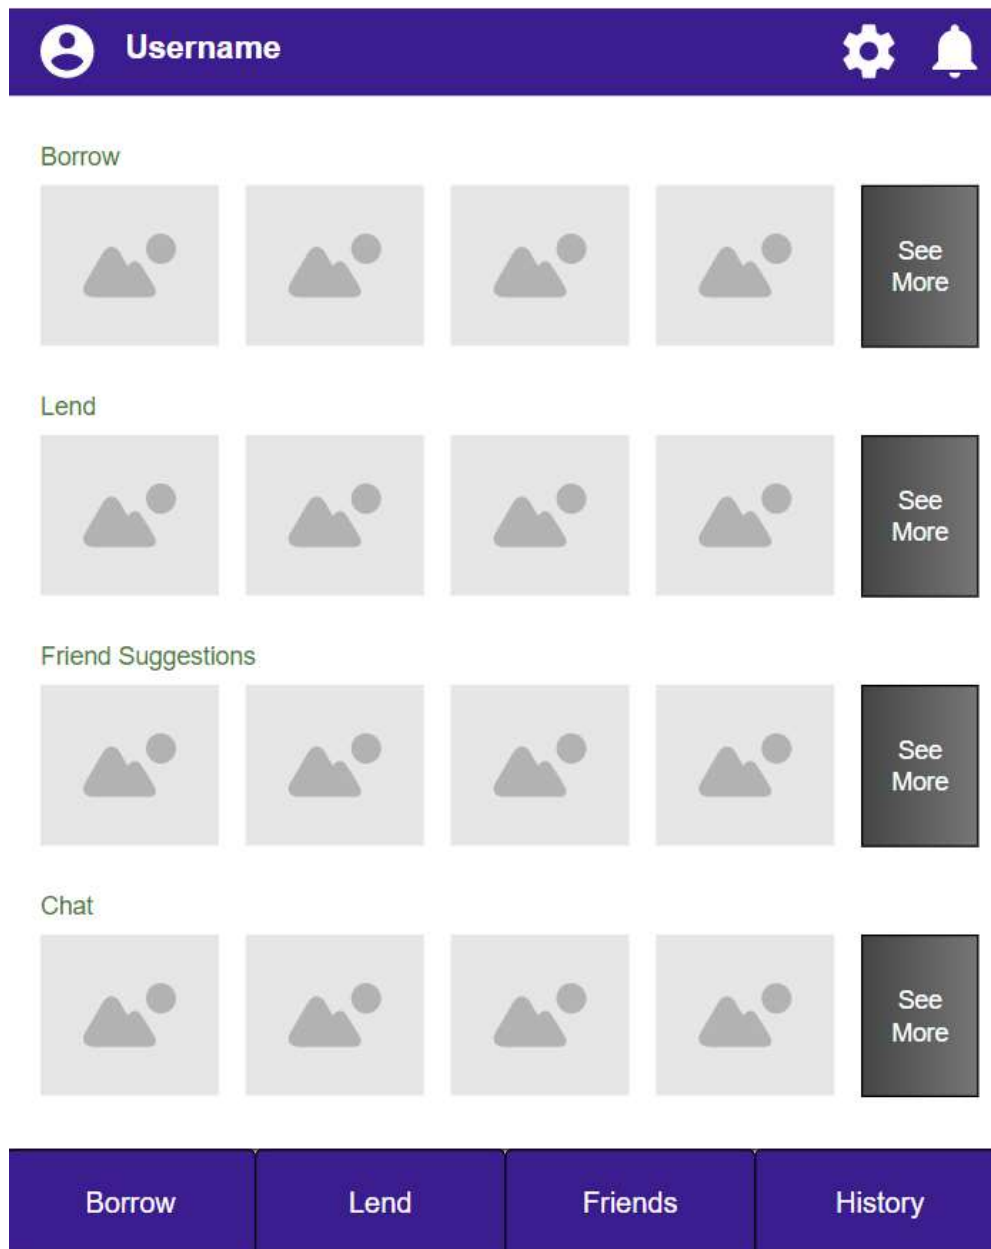 Username
Borrow
See
More
Lend
See
More
Friend Suggestions
See
More
Chat
See
More
Borrow
Lend
Friends
History